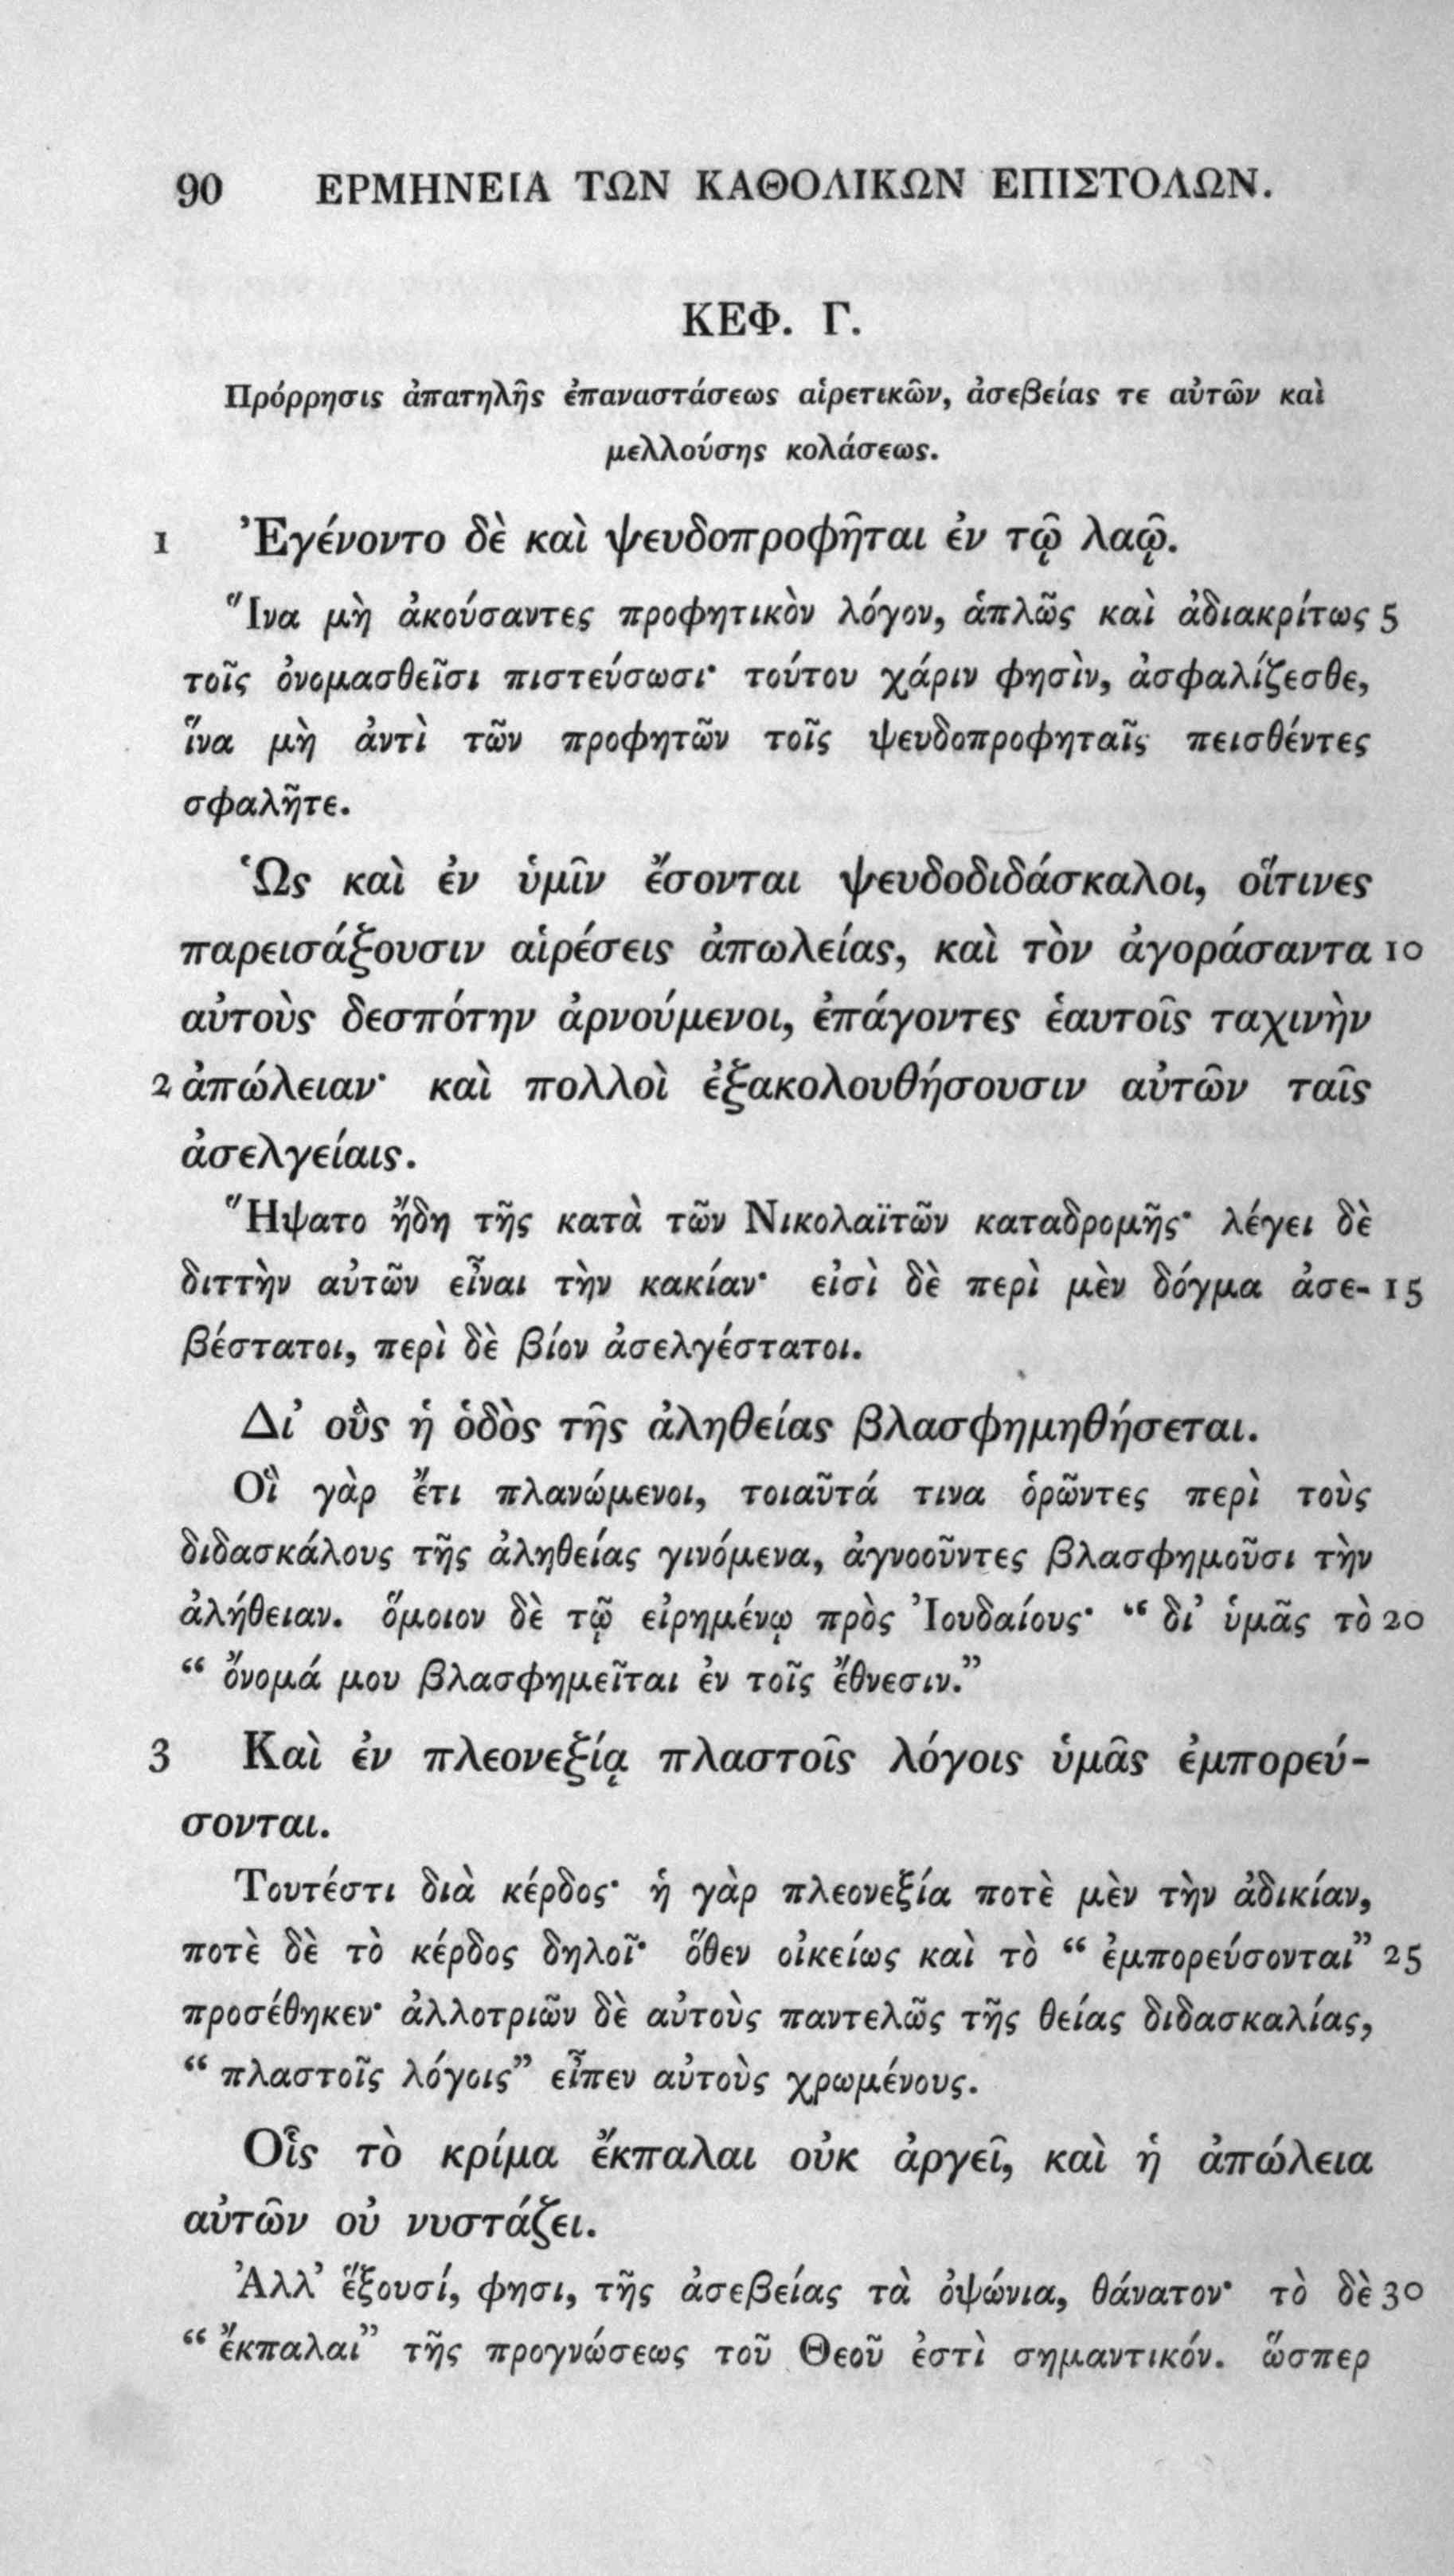 90 ΕΡΜΗΝΕΙΑ ΤΩΝ ΚΑΘΟΛΙΚΩΝ ΕΠΙΣΤΟΛΩΝ.
ΚΕΦ. Γ.
Πρόρρησις ἀπατηλῆς ἐπαναστάσεως αἱρετικῶν, ἀσεβείας τε αὐτῶν καὶ
μελλούσης κολάσεως.
1 Ἐγένοντο δὲ καὶ ψευδοπροφῆται ἐν τῷ λαῷ.
Ἵνα μὴ ἀκούσαντες προφητικὸν λόγον, ἁπλῶς καὶ ἀδιακρίτως 5
τοῖς ὀνομασθεῖσι πιστεύσωσι· τούτου χάριν φησὶν, ἀσφαλίζεσθε,
ἵνα μὴ ἀντὶ τῶν προφητῶν τοῖς ψευδοπροφηταῖς πεισθέντες
σφαλῆτε.
Ὡς καὶ ἐν ὑμῖν ἔσονται ψευδοδιδάσκαλοι, οἵτινες
παρεισάξουσιν αἱρέσεις ἀπωλείας, καὶ τὸν ἀγοράσαντα 10
αὐτοὺς δεσπότην ἀρνούμενοι, ἐπάγοντες ἑαυτοῖς ταχινὴν
2 ἀπώλειαν· καὶ πολλοὶ ἐξακολουθήσουσιν αὐτῶν ταῖς
ἀσελγείαις.
Ἥψατο ἤδη τῆς κατὰ τῶν Νικολαϊτῶν καταδρομῆς· λέγει δὲ
διττὴν αὐτῶν εἶναι τὴν κακίαν· εἰσὶ δὲ περὶ μὲν δόγμα ἀσε- 15
βέστατοι, περὶ δὲ βίον ἀσελγέστατοι.
Δι’ οὓς ἡ ὁδὸς τῆς ἀληθείας βλασφημηθήσεται.
Οἳ γὰρ ἔτι πλανώμενοι, τοιαῦτά τινα ὁρῶντες περὶ τοὺς
διδασκάλους τῆς ἀληθείας γινόμενα, ἀγνοοῦντες βλασφημοῦσι τὴν
ἀλήθειαν. ὅμοιον δὲ τῷ εἰρημένῳ πρὸς Ἰουδαίους· “ δι’ ὑμᾶς τὸ 20
“ ὄνομά μου βλασφημεῖται ἐν τοῖς ἔθνεσιν.”
3 Καὶ ἐν πλεονεξίᾳ πλαστοῖς λόγοις ὑμᾶς ἐμπορεύ-
σονται.
Τουτέστι διὰ κέρδος· ἡ γὰρ πλεονεξία ποτὲ μὲν τὴν ἀδικίαν,
ποτὲ δὲ τὸ κέρδος δηλοῖ· ὅθεν οἰκείως καὶ τὸ “ ἐμπορεύσονται” 25
προσέθηκεν· ἀλλοτριῶν δὲ αὐτοὺς παντελῶς τῆς θείας διδασκαλίας,
“ πλαστοῖς λόγοις” εἶπεν αὐτοὺς χρωμένους.
Οἷς τὸ κρίμα ἔκπαλαι οὐκ ἀργεῖ, καὶ ἡ ἀπώλεια
αὐτῶν οὐ νυστάζει.
Ἀλλ’ ἕξουσί, φησι, τῆς ἀσεβείας τὰ ὀψώνια, θάνατον· τὸ δὲ 30
“ ἔκπαλαι” τῆς προγνώσεως τοῦ Θεοῦ ἐστὶ σημαντικόν. ὥσπερ